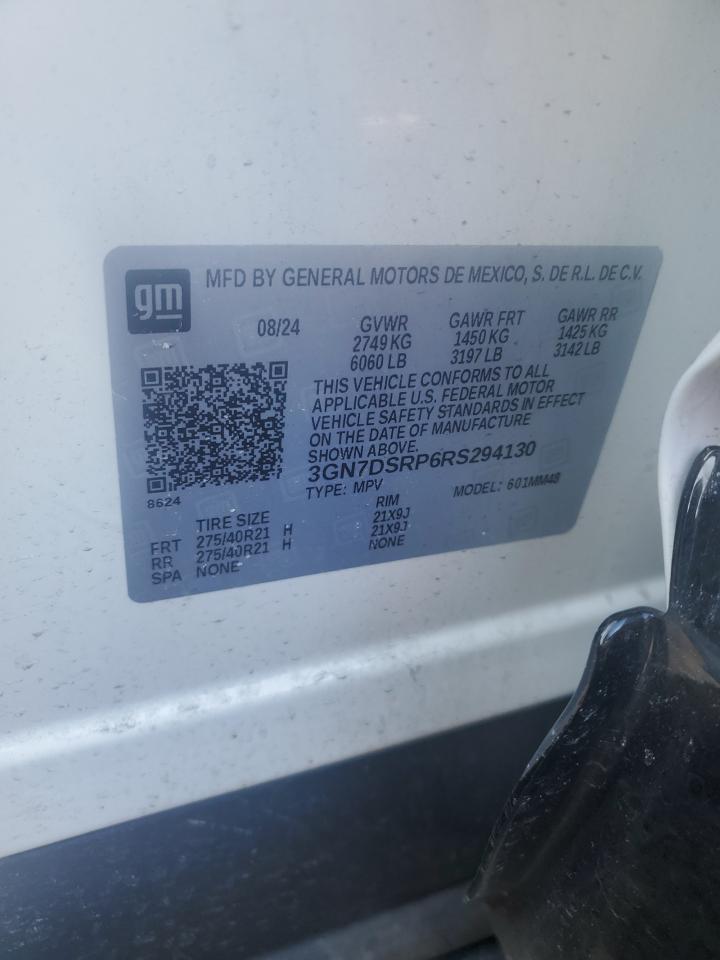 gm
MFD BY GENERAL MOTORS DE MEXICO, S. DE R.L. DE C.V.
08/24 GVWR GAWR FRT GAWR RR
2749 KG 1450 KG 1425 KG
6060 LB 3197 LB 3142 LB
THIS VEHICLE CONFORMS TO ALL
APPLICABLE U.S. FEDERAL MOTOR
VEHICLE SAFETY STANDARDS IN EFFECT
ON THE DATE OF MANUFACTURE
SHOWN ABOVE.
3GN7DSRP6RS294130
TYPE: MPV MODEL: 601MM48
8624
TIRE SIZE RIM
FRT 275/40R21 H 21X9J
RR 275/40R21 H 21X9J
SPA NONE NONE